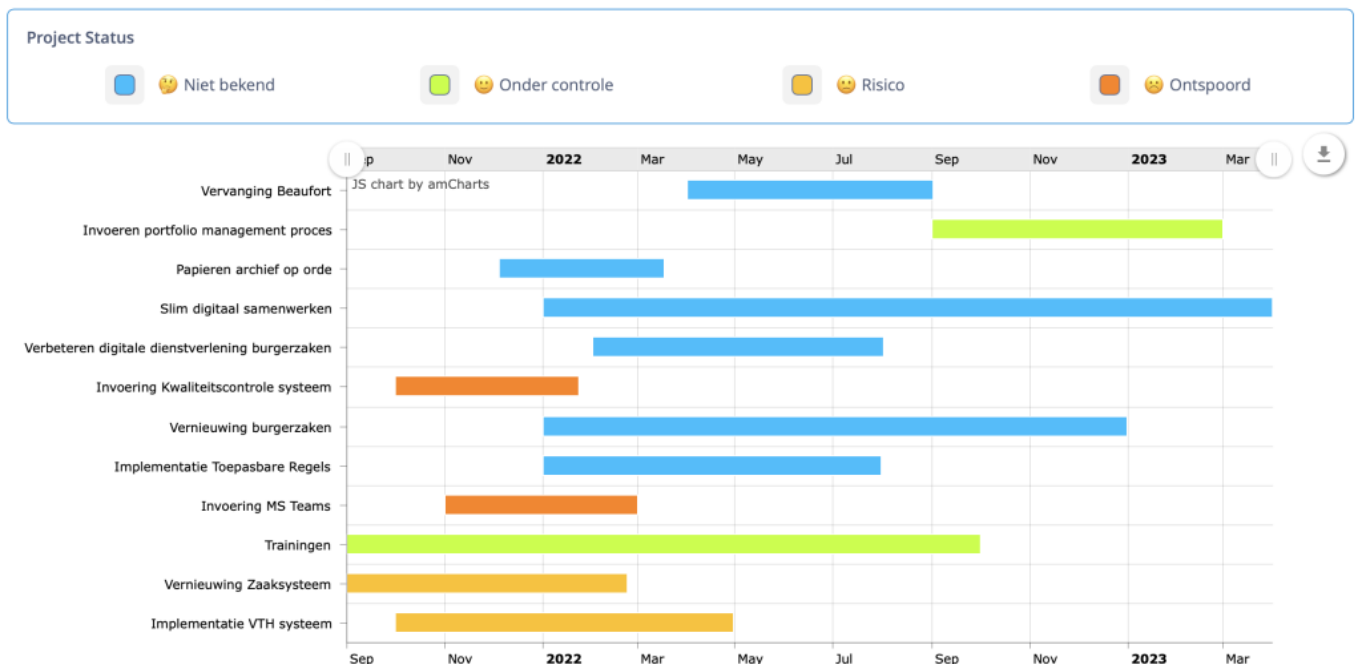 Project Status
🤔 Niet bekend
🙂 Onder controle
😐 Risico
☹️ Ontspoord
Nov 2022 Mar May Jul Sep Nov 2023 Mar
JS chart by amCharts
Vervanging Beaufort
Invoeren portfolio management proces
Papieren archief op orde
Slim digitaal samenwerken
Verbeteren digitale dienstverlening burgerzaken
Invoering Kwaliteitscontrole systeem
Vernieuwing burgerzaken
Implementatie Toepasbare Regels
Invoering MS Teams
Trainingen
Vernieuwing Zaaksysteem
Implementatie VTH systeem
Sep Nov 2022 Mar May Jul Sep Nov 2023 Mar